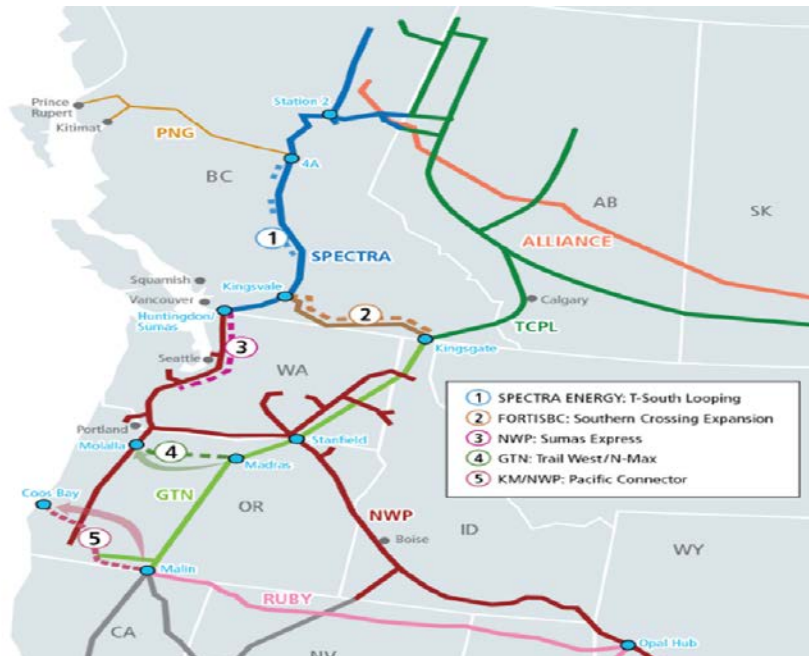 Station 2
Prince
Rupert
Kitimat
PNG
4A
BC
AB
SK
1
SPECTRA
ALLIANCE
Squamish
Kingsvale
Vancouver
Calgary
Huntingdon/
Sumas
2
TCPL
Kingsgate
3
Seattle
WA
1 SPECTRA ENERGY: T-South Looping
2 FORTISBC: Southern Crossing Expansion
3 NWP: Sumas Express
4 GTN: Trail West/N-Max
5 KM/NWP: Pacific Connector
Portland
Molalla
Stanfield
4
Madras
GTN
Coos Bay
OR
NWP
ID
5
Boise
WY
Malin
RUBY
CA
Opal Hub
NV